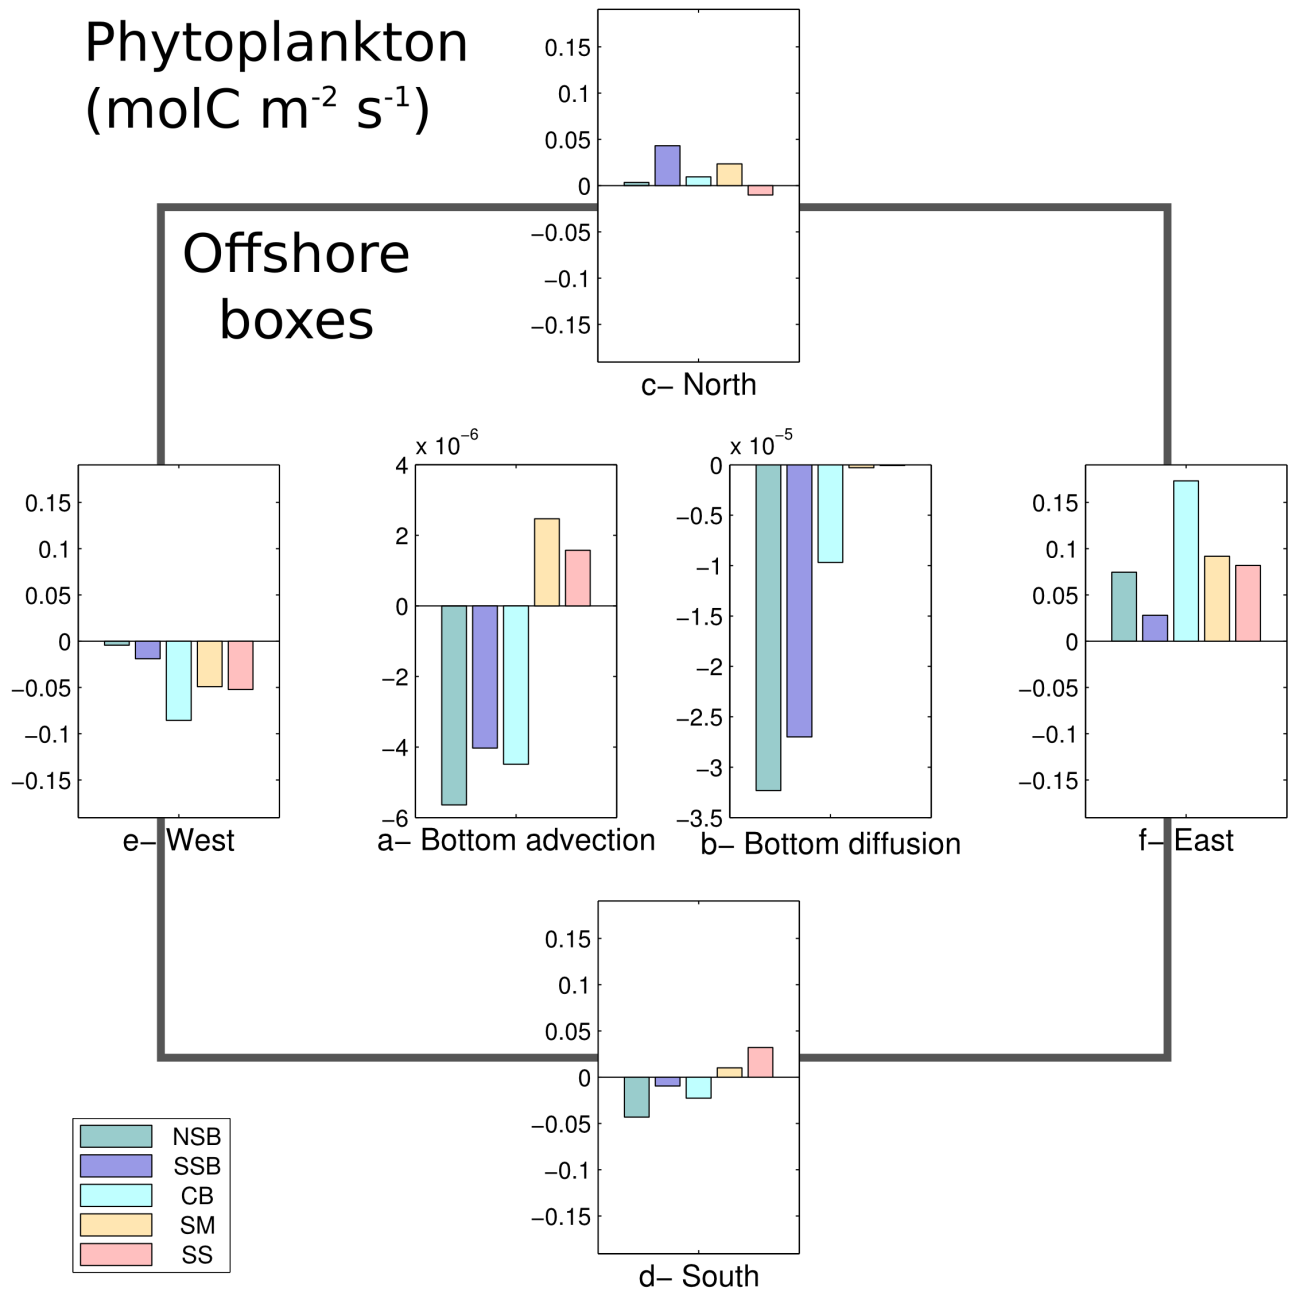 Phytoplankton
(molC m-2 s-1)
Offshore
boxes
0.15
0.1
0.05
0
−0.05
−0.1
−0.15
c− North
0.15
0.1
0.05
0
−0.05
−0.1
−0.15
e− West
x 10−6
4
2
0
−2
−4
−6
a− Bottom advection
x 10−5
0
−0.5
−1
−1.5
−2
−2.5
−3
−3.5
b− Bottom diffusion
0.15
0.1
0.05
0
−0.05
−0.1
−0.15
f− East
0.15
0.1
0.05
0
−0.05
−0.1
−0.15
d− South
NSB
SSB
CB
SM
SS